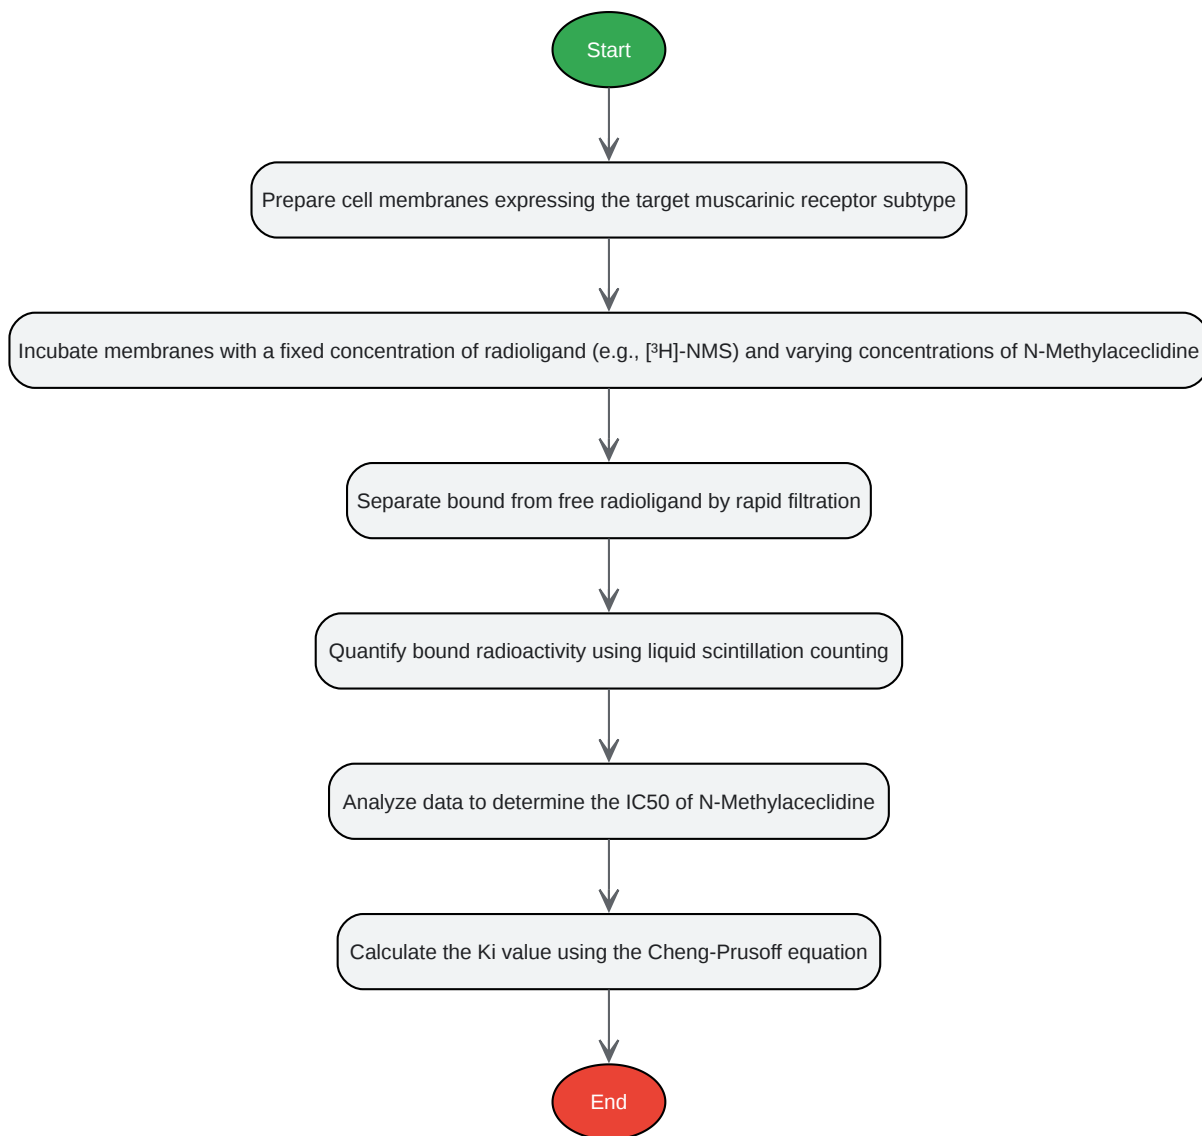 Start
Prepare cell membranes expressing the target muscarinic receptor subtype
Incubate membranes with a fixed concentration of radioligand (e.g., [³H]-NMS) and varying concentrations of N-Methylaceclidine
Separate bound from free radioligand by rapid filtration
Quantify bound radioactivity using liquid scintillation counting
Analyze data to determine the IC50 of N-Methylaceclidine
Calculate the Ki value using the Cheng-Prusoff equation
End